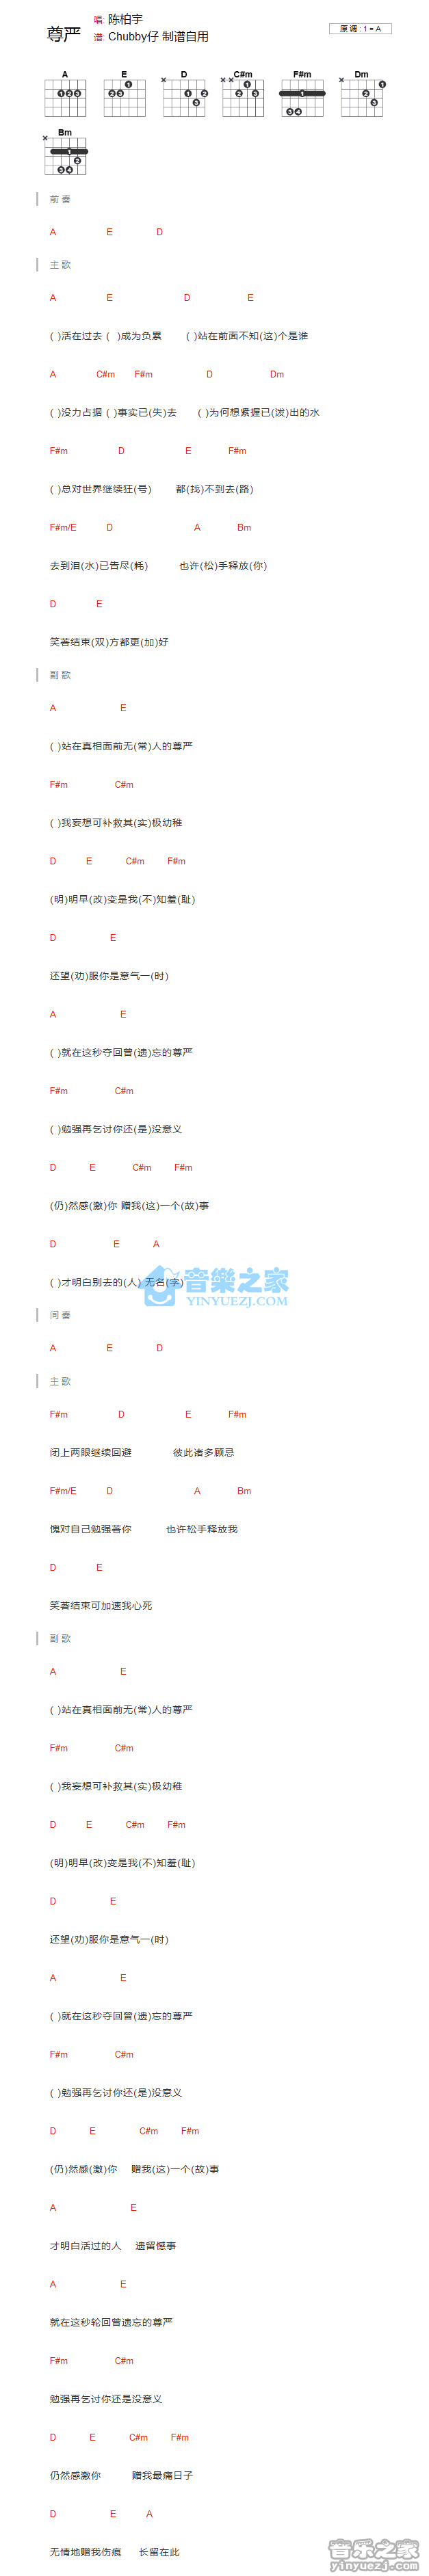 尊严
唱: 陈柏宇
谱: Chubby仔 制谱自用
原调 : 1 = A
A E D C#m F#m Dm
Bm
前奏
A E D
主歌
A E D E
( )活在过去 ( )成为负累 ( )站在前面不知(这)个是谁
A C#m F#m D Dm
( )没力占据 ( )事实已(失)去 ( )为何想紧握已(泼)出的水
F#m D E F#m
( )总对世界继续狂(号) 都(找)不到去(路)
F#m/E D A Bm
去到泪(水)已告尽(耗) 也许(松)手释放(你)
D E
笑著结束(双)方都更(加)好
副歌
A E
( )站在真相面前无(常)人的尊严
F#m C#m
( )我妄想可补救其(实)极幼稚
D E C#m F#m
(明)明早(改)变是我(不)知羞(耻)
D E
还望(劝)服你是意气一(时)
A E
( )就在这秒夺回曾(遗)忘的尊严
F#m C#m
( )勉强再乞讨你还(是)没意义
D E C#m F#m
(仍)然感(激)你 赠我(这)一个(故)事
D E A
( )才明白别去的(人) 无名(字)
音樂之家
YINYUEZJ.COM
间奏
A E D
主歌
F#m D E F#m
闭上两眼继续回避 彼此诸多顾忌
F#m/E D A Bm
愧对自己勉强著你 也许松手释放我
D E
笑著结束可加速我心死
副歌
A E
( )站在真相面前无(常)人的尊严
F#m C#m
( )我妄想可补救其(实)极幼稚
D E C#m F#m
(明)明早(改)变是我(不)知羞(耻)
D E
还望(劝)服你是意气一(时)
A E
( )就在这秒夺回曾(遗)忘的尊严
F#m C#m
( )勉强再乞讨你还(是)没意义
D E C#m F#m
(仍)然感(激)你 赠我(这)一个(故)事
A E
才明白活过的人 遗留憾事
A E
就在这秒轮回曾遗忘的尊严
F#m C#m
勉强再乞讨你还是没意义
D E C#m F#m
仍然感激你 赠我最痛日子
D E A
无情地赠我伤痕 长留在此
音乐之家
yinyuezj.com